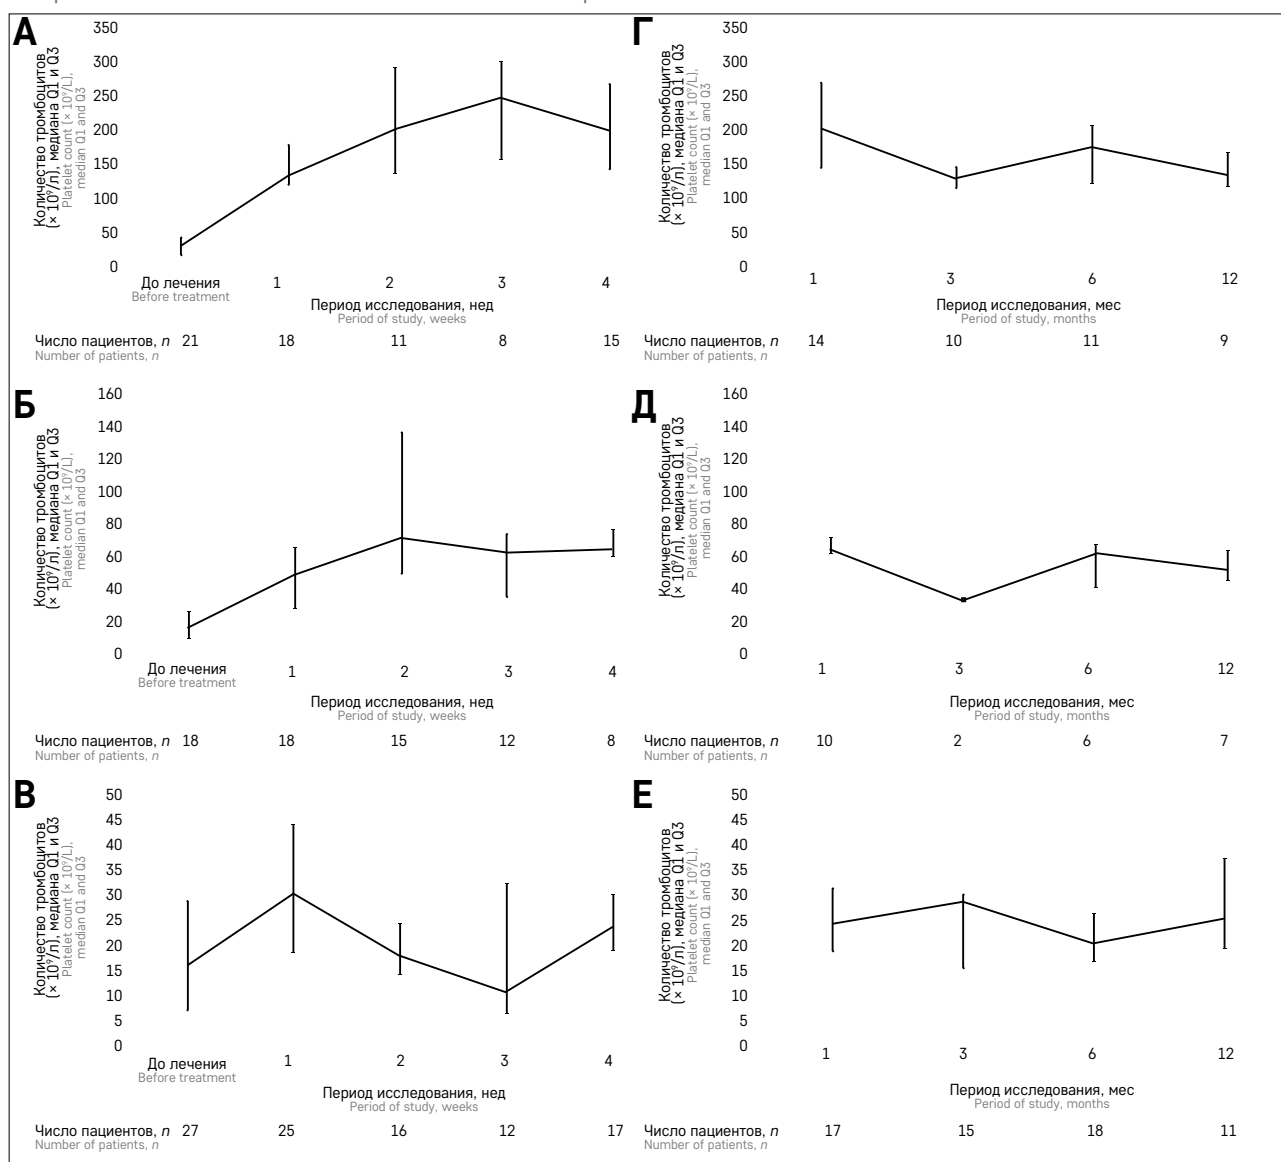 А
Количество тромбоцитов
(× 10⁹/л), медиана Q1 и Q3
Platelet count (× 10⁹/L),
median Q1 and Q3
350
300
250
200
150
100
50
0
До лечения 1 2 3 4
Before treatment
Период исследования, нед
Period of study, weeks
Число пациентов, n 21 18 11 8 15
Number of patients, n
Г
Количество тромбоцитов
(× 10⁹/л), медиана Q1 и Q3
Platelet count (× 10⁹/L),
median Q1 and Q3
350
300
250
200
150
100
50
0
1 3 6 12
Период исследования, мес
Period of study, months
Число пациентов, n 14 10 11 9
Number of patients, n
Б
Количество тромбоцитов
(× 10⁹/л), медиана Q1 и Q3
Platelet count (× 10⁹/L),
median Q1 and Q3
160
140
120
100
80
60
40
20
0
До лечения 1 2 3 4
Before treatment
Период исследования, нед
Period of study, weeks
Число пациентов, n 18 18 15 12 8
Number of patients, n
Д
Количество тромбоцитов
(× 10⁹/л), медиана Q1 и Q3
Platelet count (× 10⁹/L),
median Q1 and Q3
160
140
120
100
80
60
40
20
0
1 3 6 12
Период исследования, мес
Period of study, months
Число пациентов, n 10 2 6 7
Number of patients, n
В
Количество тромбоцитов
(× 10⁹/л), медиана Q1 и Q3
Platelet count (× 10⁹/L),
median Q1 and Q3
50
45
40
35
30
25
20
15
10
5
0
До лечения 1 2 3 4
Before treatment
Период исследования, нед
Period of study, weeks
Число пациентов, n 27 25 16 12 17
Number of patients, n
Е
Количество тромбоцитов
(× 10⁹/л), медиана Q1 и Q3
Platelet count (× 10⁹/L),
median Q1 and Q3
50
45
40
35
30
25
20
15
10
5
0
1 3 6 12
Период исследования, мес
Period of study, months
Число пациентов, n 17 15 18 11
Number of patients, n